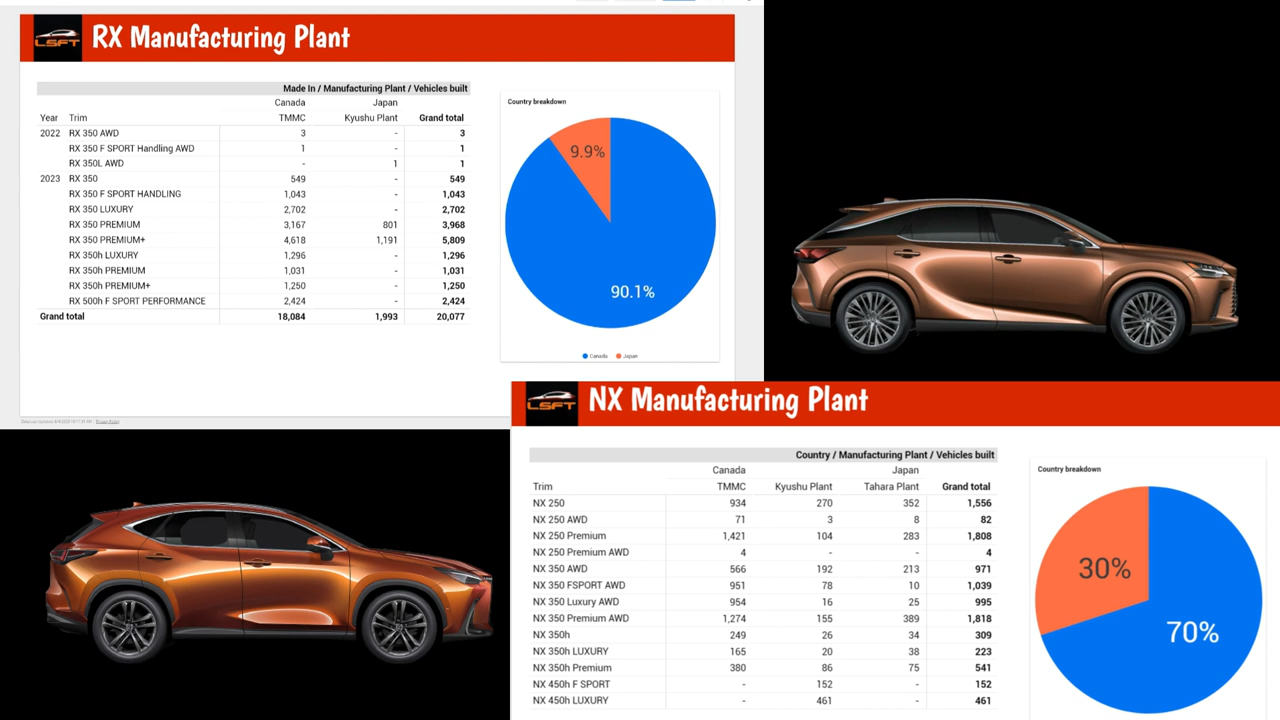 LSFT
RX Manufacturing Plant
Made In / Manufacturing Plant / Vehicles built
Canada Japan
Year Trim TMMC Kyushu Plant Grand total
2022 RX 350 AWD 3 - 3
RX 350 F SPORT Handling AWD 1 - 1
RX 350L AWD - 1 1
2023 RX 350 549 - 549
RX 350 F SPORT HANDLING 1,043 - 1,043
RX 350 LUXURY 2,702 - 2,702
RX 350 PREMIUM 3,167 801 3,968
RX 350 PREMIUM+ 4,618 1,191 5,809
RX 350h LUXURY 1,296 - 1,296
RX 350h PREMIUM 1,031 - 1,031
RX 350h PREMIUM+ 1,250 - 1,250
RX 500h F SPORT PERFORMANCE 2,424 - 2,424
Grand total 18,084 1,993 20,077
Country breakdown
9.9%
90.1%
Canada Japan
Privacy Policy
LSFT
NX Manufacturing Plant
Country / Manufacturing Plant / Vehicles built
Canada Japan
Trim TMMC Kyushu Plant Tahara Plant Grand total
NX 250 934 270 352 1,556
NX 250 AWD 71 3 8 82
NX 250 Premium 1,421 104 283 1,808
NX 250 Premium AWD 4 - - 4
NX 350 AWD 566 192 213 971
NX 350 FSPORT AWD 951 78 10 1,039
NX 350 Luxury AWD 954 16 25 995
NX 350 Premium AWD 1,274 155 389 1,818
NX 350h 249 26 34 309
NX 350h LUXURY 165 20 38 223
NX 350h Premium 380 86 75 541
NX 450h F SPORT - 152 - 152
NX 450h LUXURY - 461 - 461
Country breakdown
30%
70%